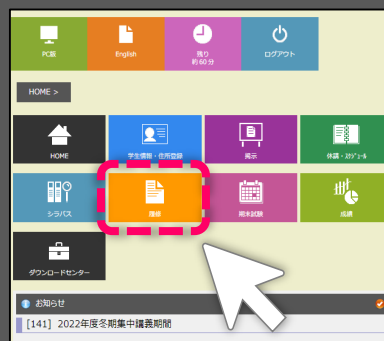 PC版
English
残り
約60分
ログアウト
HOME >
HOME
学生情報・住所登録
掲示
休講・スケジュール
シラバス
履修
期末試験
成績
ダウンロードセンター
お知らせ
[141] 2022年度冬期集中講義期間